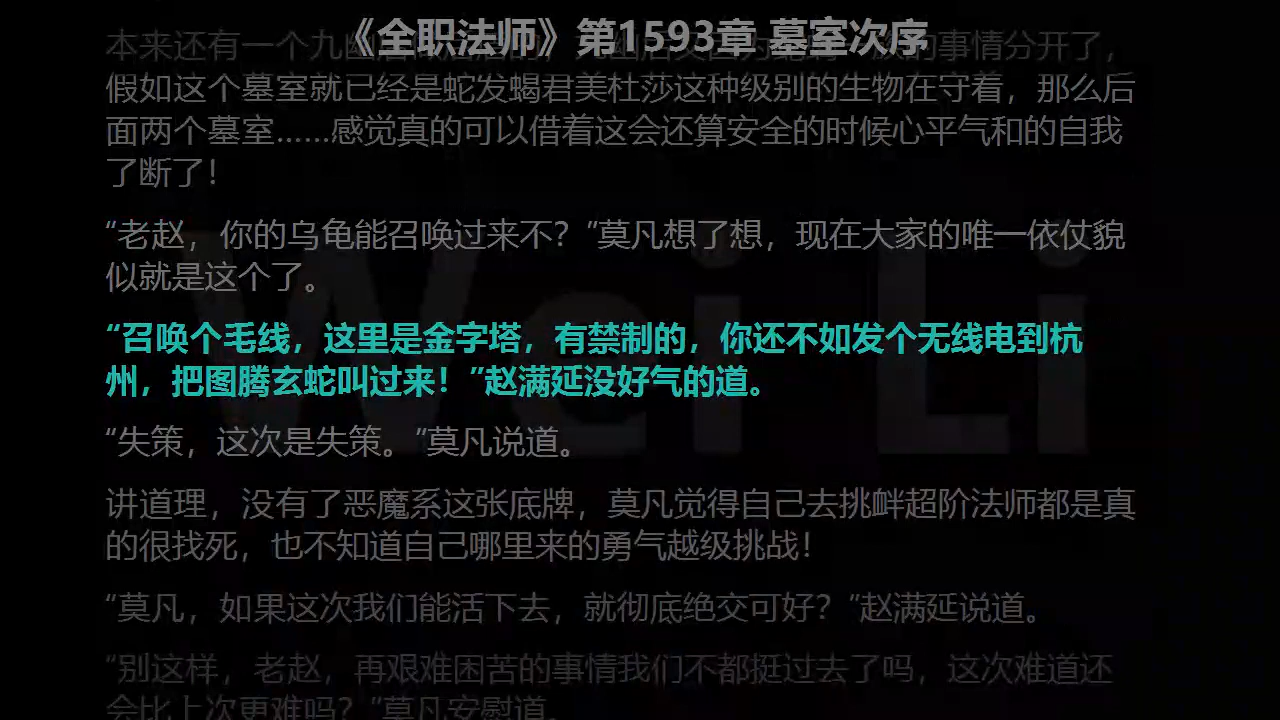 《全职法师》第1593章 墓室次序
本来还有一个九幽后
的事情分开了，
假如这个墓室就已经是蛇发蝎君美杜莎这种级别的生物在守着，那么后
面两个墓室……感觉真的可以借着这会还算安全的时候心平气和的自我
了断了！
“老赵，你的乌龟能召唤过来不？”莫凡想了想，现在大家的唯一依仗貌
似就是这个了。
“召唤个毛线，这里是金字塔，有禁制的，你还不如发个无线电到杭
州，把图腾玄蛇叫过来！”赵满延没好气的道。
“失策，这次是失策。”莫凡说道。
讲道理，没有了恶魔系这张底牌，莫凡觉得自己去挑衅超阶法师都是真
的很找死，也不知道自己哪里来的勇气越级挑战！
“莫凡，如果这次我们能活下去，就彻底绝交可好？”赵满延说道。
“别这样，老赵，再艰难困苦的事情我们不都挺过去了吗，这次难道还
会比上次更难吗？”莫凡安慰道。
Wei Li